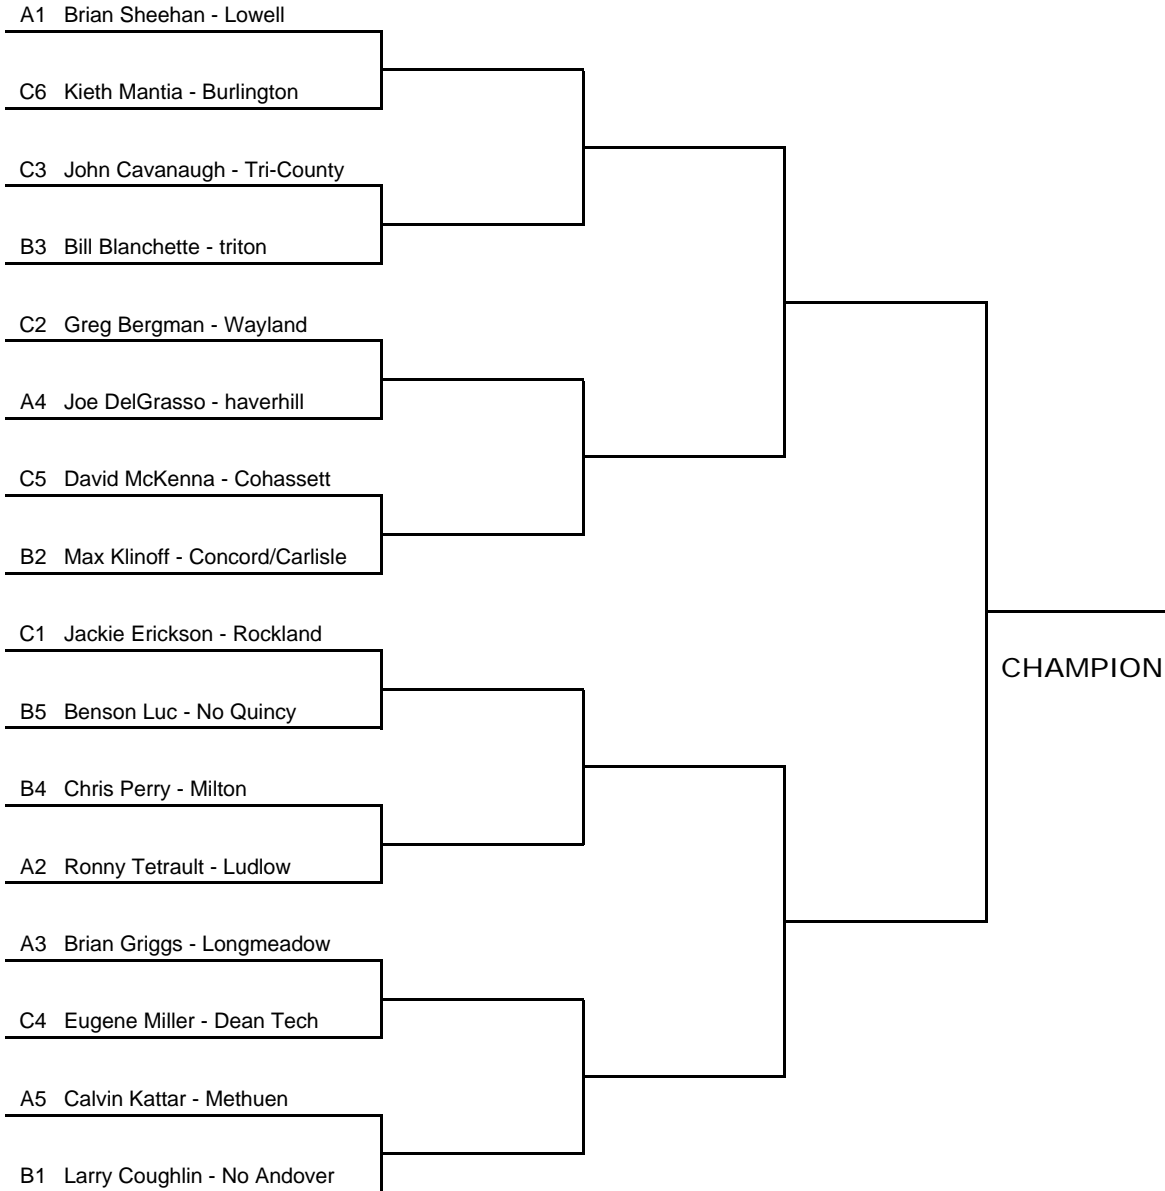 A1 Brian Sheehan - Lowell
C6 Kieth Mantia - Burlington
C3 John Cavanaugh - Tri-County
B3 Bill Blanchette - triton
C2 Greg Bergman - Wayland
A4 Joe DelGrasso - haverhill
C5 David McKenna - Cohassett
B2 Max Klinoff - Concord/Carlisle
C1 Jackie Erickson - Rockland
CHAMPION
B5 Benson Luc - No Quincy
B4 Chris Perry - Milton
A2 Ronny Tetrault - Ludlow
A3 Brian Griggs - Longmeadow
C4 Eugene Miller - Dean Tech
A5 Calvin Kattar - Methuen
B1 Larry Coughlin - No Andover